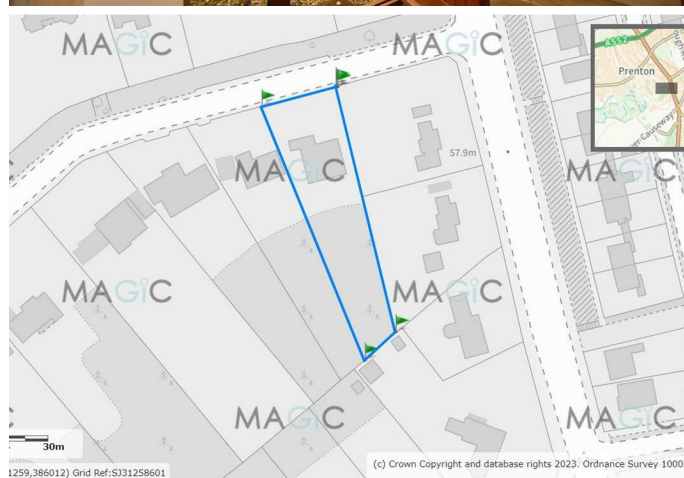 MAGiC MAGiC
A552
Prenton
57.9m
MAGiC MAGiC
MAGiC MAGiC
MAGiC MAGiC
30m
(c) Crown Copyright and database rights 2023. Ordnance Survey 1000
1259,386012) Grid Ref:SJ31258601